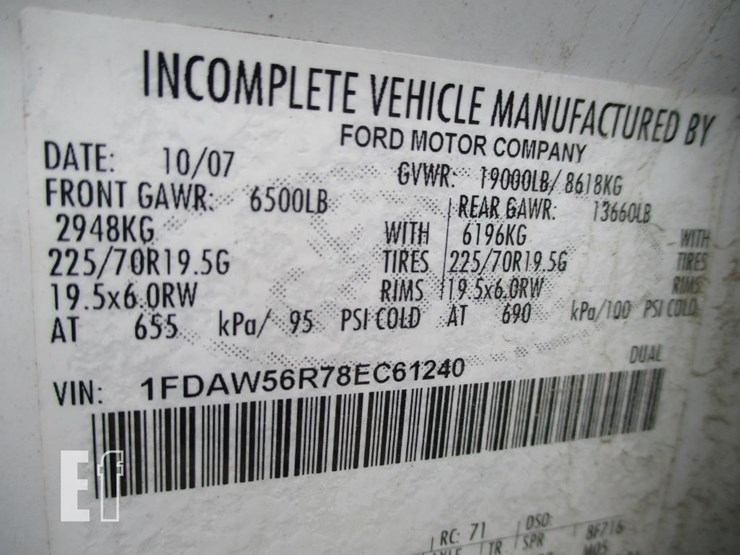 INCOMPLETE VEHICLE MANUFACTURED BY
FORD MOTOR COMPANY
DATE: 10/07 GVWR: 19000LB/ 8618KG
FRONT GAWR: 6500LB REAR GAWR: 13660LB
2948KG WITH 6196KG WITH
225/70R19.5G TIRES 225/70R19.5G TIRES
19.5x6.0RW RIMS 19.5x6.0RW RIMS
AT 655 kPa/ 95 PSI COLD AT 690 kPa/100 PSI COLD
DUAL
VIN: 1FDAW56R78EC61240
Ef
RC: 71 DSO:
TR SPR